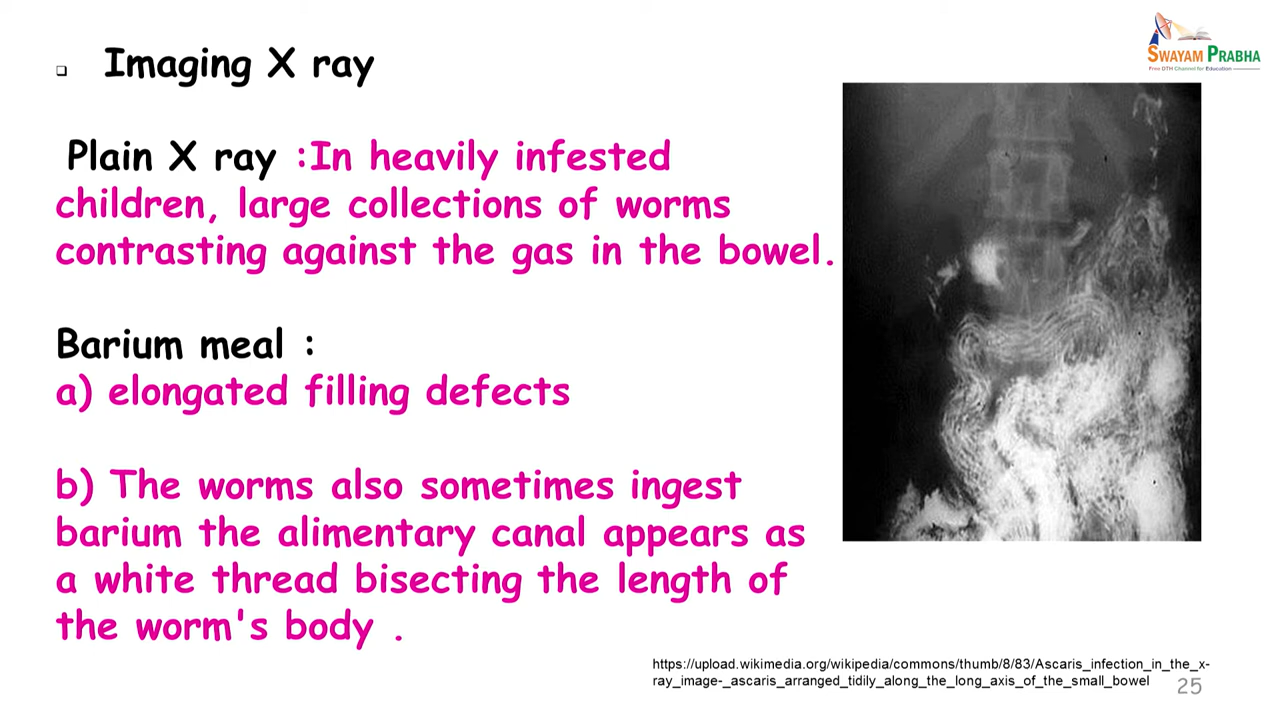 SWAYAM PRABHA
Free DTH Channel for Education
Imaging X ray
Plain X ray :In heavily infested
children, large collections of worms
contrasting against the gas in the bowel.
Barium meal :
a) elongated filling defects
b) The worms also sometimes ingest
barium the alimentary canal appears as
a white thread bisecting the length of
the worm's body .
https://upload.wikimedia.org/wikipedia/commons/thumb/8/83/Ascaris_infection_in_the_x-
ray_image-_ascaris_arranged_tidily_along_the_long_axis_of_the_small_bowel
25